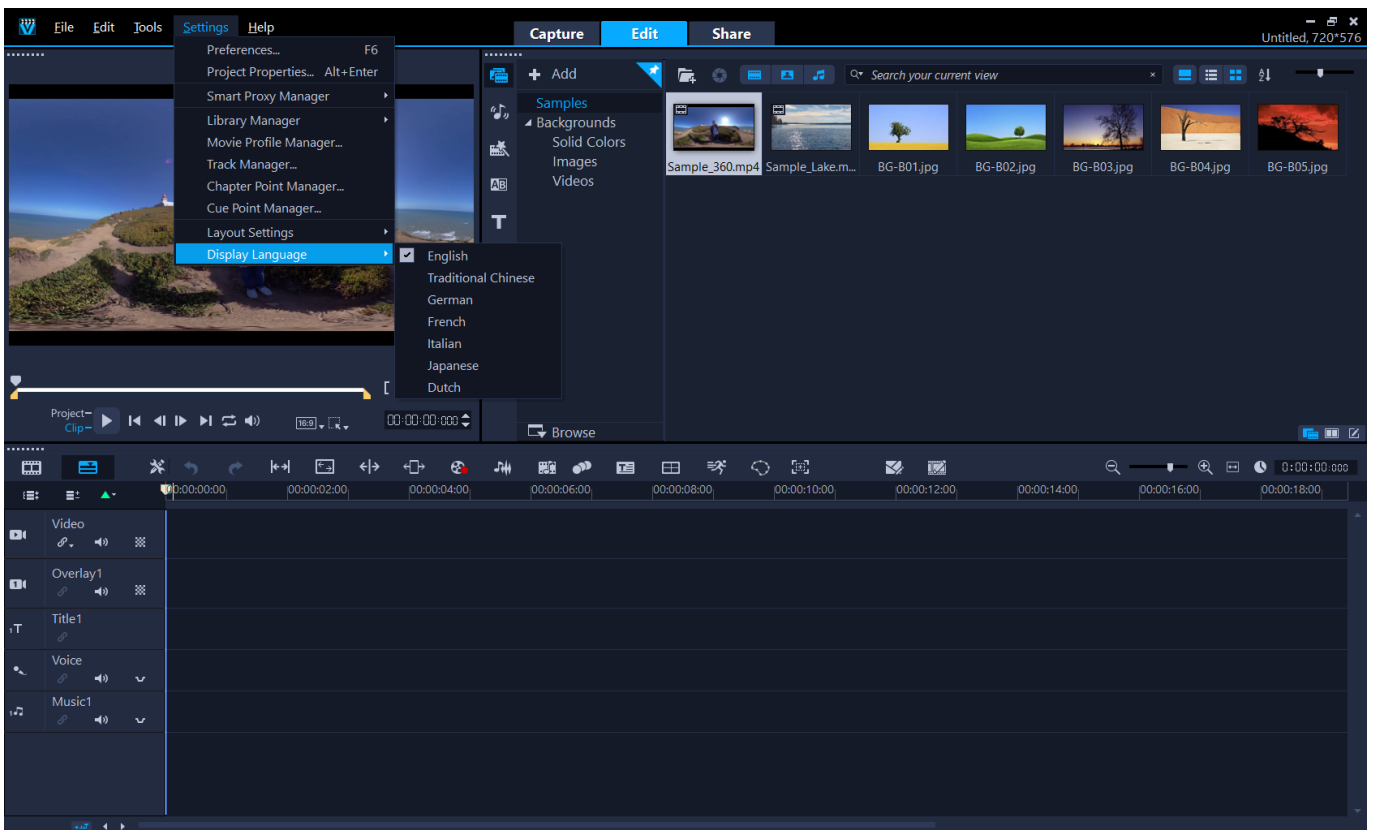 File Edit Tools Settings Help
Capture Edit Share
Untitled, 720*576
Preferences... F6
Project Properties... Alt+Enter
Smart Proxy Manager
Library Manager
Movie Profile Manager...
Track Manager...
Chapter Point Manager...
Cue Point Manager...
Layout Settings
Display Language
English
Traditional Chinese
German
French
Italian
Japanese
Dutch
Add
Search your current view
Samples
Backgrounds
Solid Colors
Images
Videos
Browse
AB
T
Sample_360.mp4 Sample_Lake.m... BG-B01.jpg BG-B02.jpg BG-B03.jpg BG-B04.jpg BG-B05.jpg
Project
Clip
16:9
00:00:00:000
0:00:00:000
00:00:00:00 00:00:02:00 00:00:04:00 00:00:06:00 00:00:08:00 00:00:10:00 00:00:12:00 00:00:14:00 00:00:16:00 00:00:18:00
Video
Overlay1
Title1
Voice
Music1